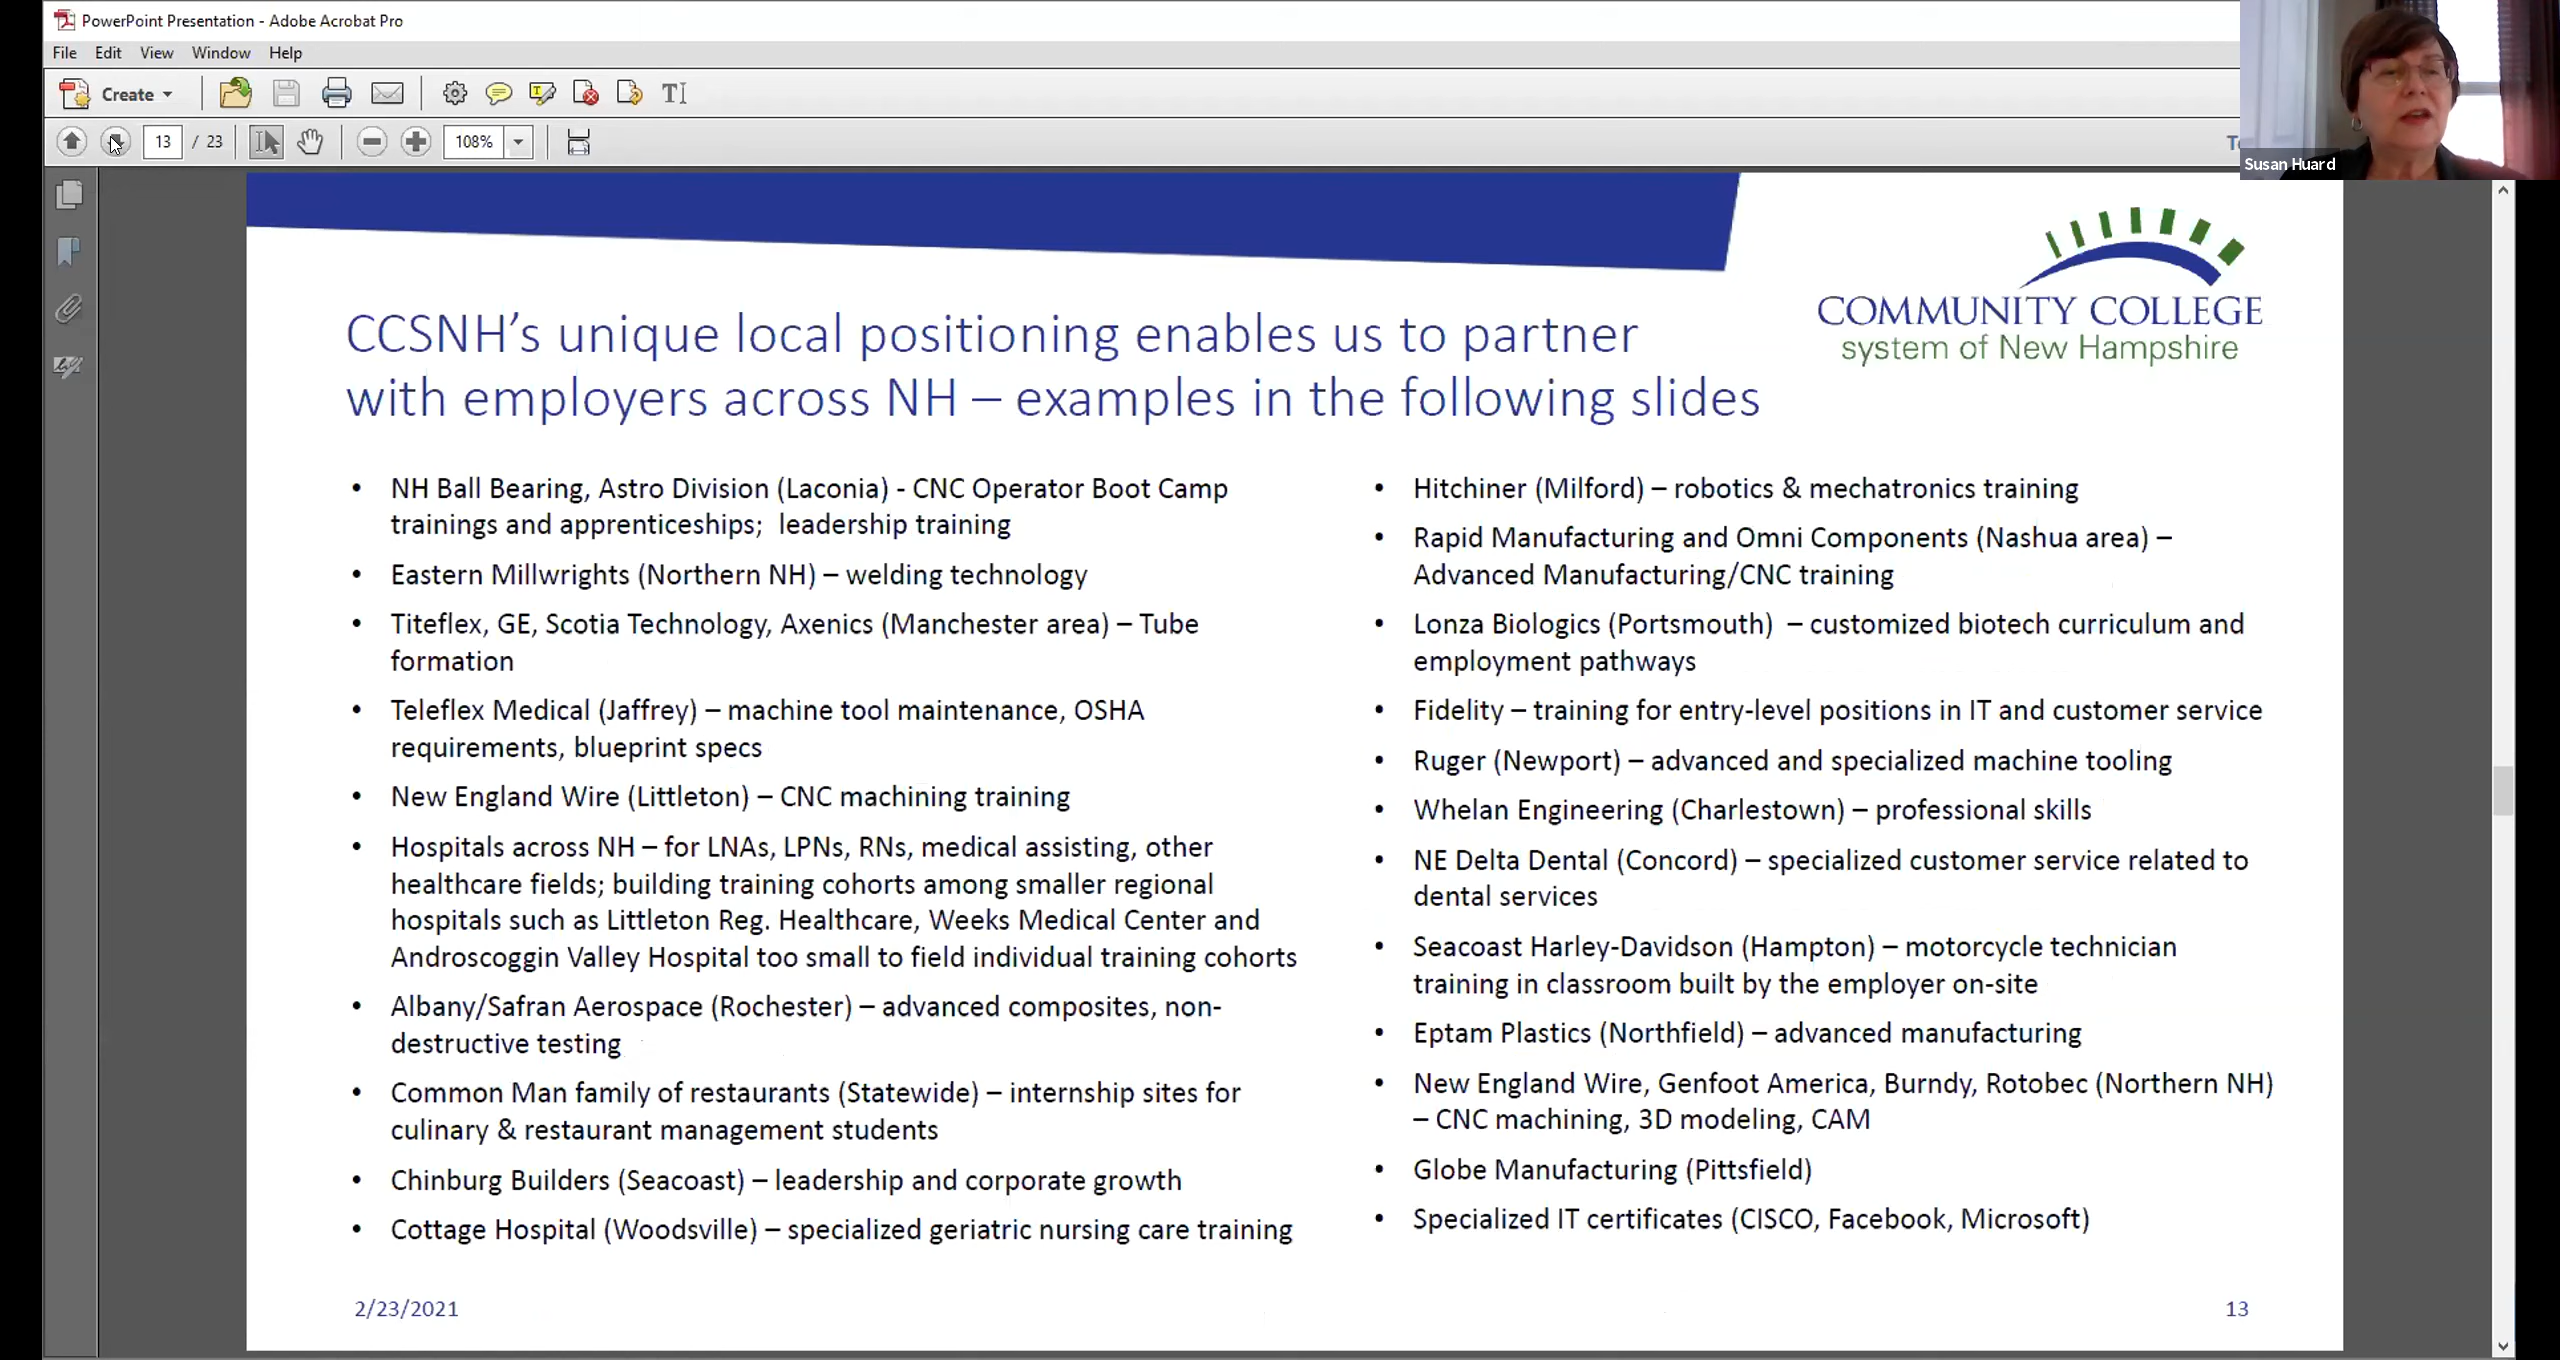 PowerPoint Presentation - Adobe Acrobat Pro
File Edit View Window Help
Create
13 / 23 108%
Susan Huard
COMMUNITY COLLEGE
system of New Hampshire
CCSNH’s unique local positioning enables us to partner
with employers across NH – examples in the following slides
• NH Ball Bearing, Astro Division (Laconia) - CNC Operator Boot Camp
trainings and apprenticeships; leadership training
• Eastern Millwrights (Northern NH) – welding technology
• Titeflex, GE, Scotia Technology, Axenics (Manchester area) – Tube
formation
• Teleflex Medical (Jaffrey) – machine tool maintenance, OSHA
requirements, blueprint specs
• New England Wire (Littleton) – CNC machining training
• Hospitals across NH – for LNAs, LPNs, RNs, medical assisting, other
healthcare fields; building training cohorts among smaller regional
hospitals such as Littleton Reg. Healthcare, Weeks Medical Center and
Androscoggin Valley Hospital too small to field individual training cohorts
• Albany/Safran Aerospace (Rochester) – advanced composites, non-
destructive testing
• Common Man family of restaurants (Statewide) – internship sites for
culinary & restaurant management students
• Chinburg Builders (Seacoast) – leadership and corporate growth
• Cottage Hospital (Woodsville) – specialized geriatric nursing care training
• Hitchiner (Milford) – robotics & mechatronics training
• Rapid Manufacturing and Omni Components (Nashua area) –
Advanced Manufacturing/CNC training
• Lonza Biologics (Portsmouth) – customized biotech curriculum and
employment pathways
• Fidelity – training for entry-level positions in IT and customer service
• Ruger (Newport) – advanced and specialized machine tooling
• Whelan Engineering (Charlestown) – professional skills
• NE Delta Dental (Concord) – specialized customer service related to
dental services
• Seacoast Harley-Davidson (Hampton) – motorcycle technician
training in classroom built by the employer on-site
• Eptam Plastics (Northfield) – advanced manufacturing
• New England Wire, Genfoot America, Burndy, Rotobec (Northern NH)
– CNC machining, 3D modeling, CAM
• Globe Manufacturing (Pittsfield)
• Specialized IT certificates (CISCO, Facebook, Microsoft)
2/23/2021
13